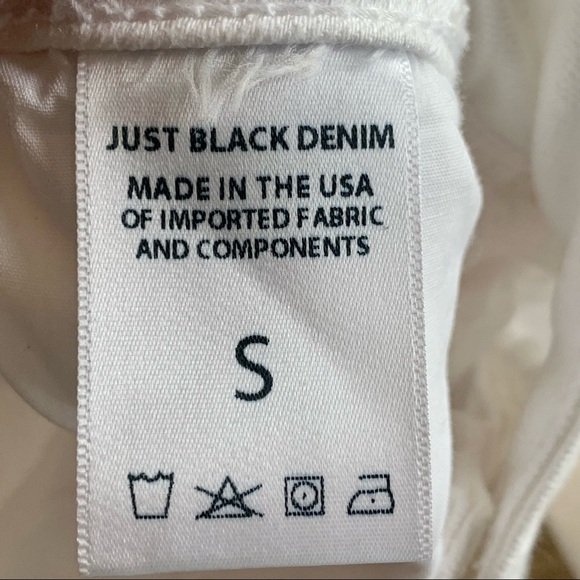 JUST BLACK DENIM
MADE IN THE USA
OF IMPORTED FABRIC
AND COMPONENTS
S